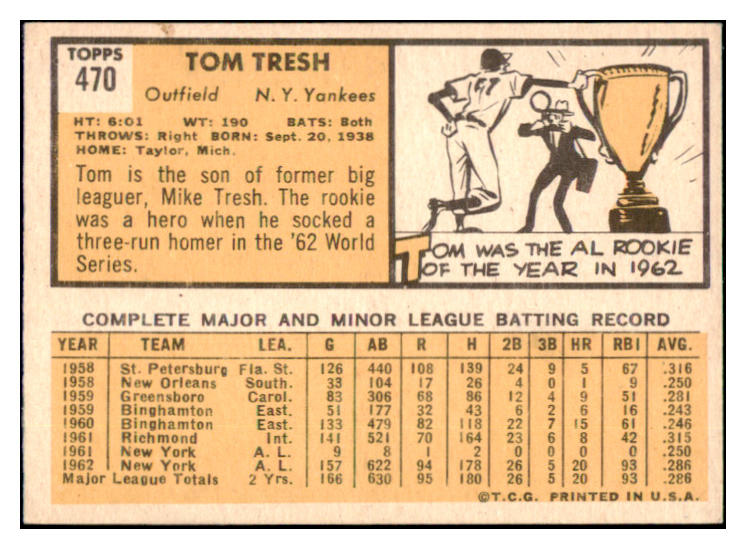 TOPPS
470
TOM TRESH
Outfield N. Y. Yankees
HT: 6:01 WT: 190 BATS: Both
THROWS: Right BORN: Sept. 20, 1938
HOME: Taylor, Mich.
Tom is the son of former big
leaguer, Mike Tresh. The rookie
was a hero when he socked a
three-run homer in the '62 World
Series.
TOM WAS THE AL ROOKIE
OF THE YEAR IN 1962
COMPLETE MAJOR AND MINOR LEAGUE BATTING RECORD
YEAR TEAM LEA. G AB R H 2B 3B HR RBI AVG.
1958 St. Petersburg Fla. St. 126 440 108 139 24 9 5 67 .316
1958 New Orleans South. 33 104 17 26 4 0 1 9 .250
1959 Greensboro Carol. 83 306 68 86 12 4 9 51 .281
1959 Binghamton East. 51 177 32 43 6 2 6 16 .243
1960 Binghamton East. 133 479 82 118 22 7 15 61 .246
1961 Richmond Int. 141 521 70 164 23 6 8 42 .315
1961 New York A. L. 9 8 1 2 0 0 0 0 .250
1962 New York A. L. 157 622 94 178 26 5 20 93 .286
Major League Totals 2 Yrs. 166 630 95 180 26 5 20 93 .286
©T.C.G. PRINTED IN U.S.A.